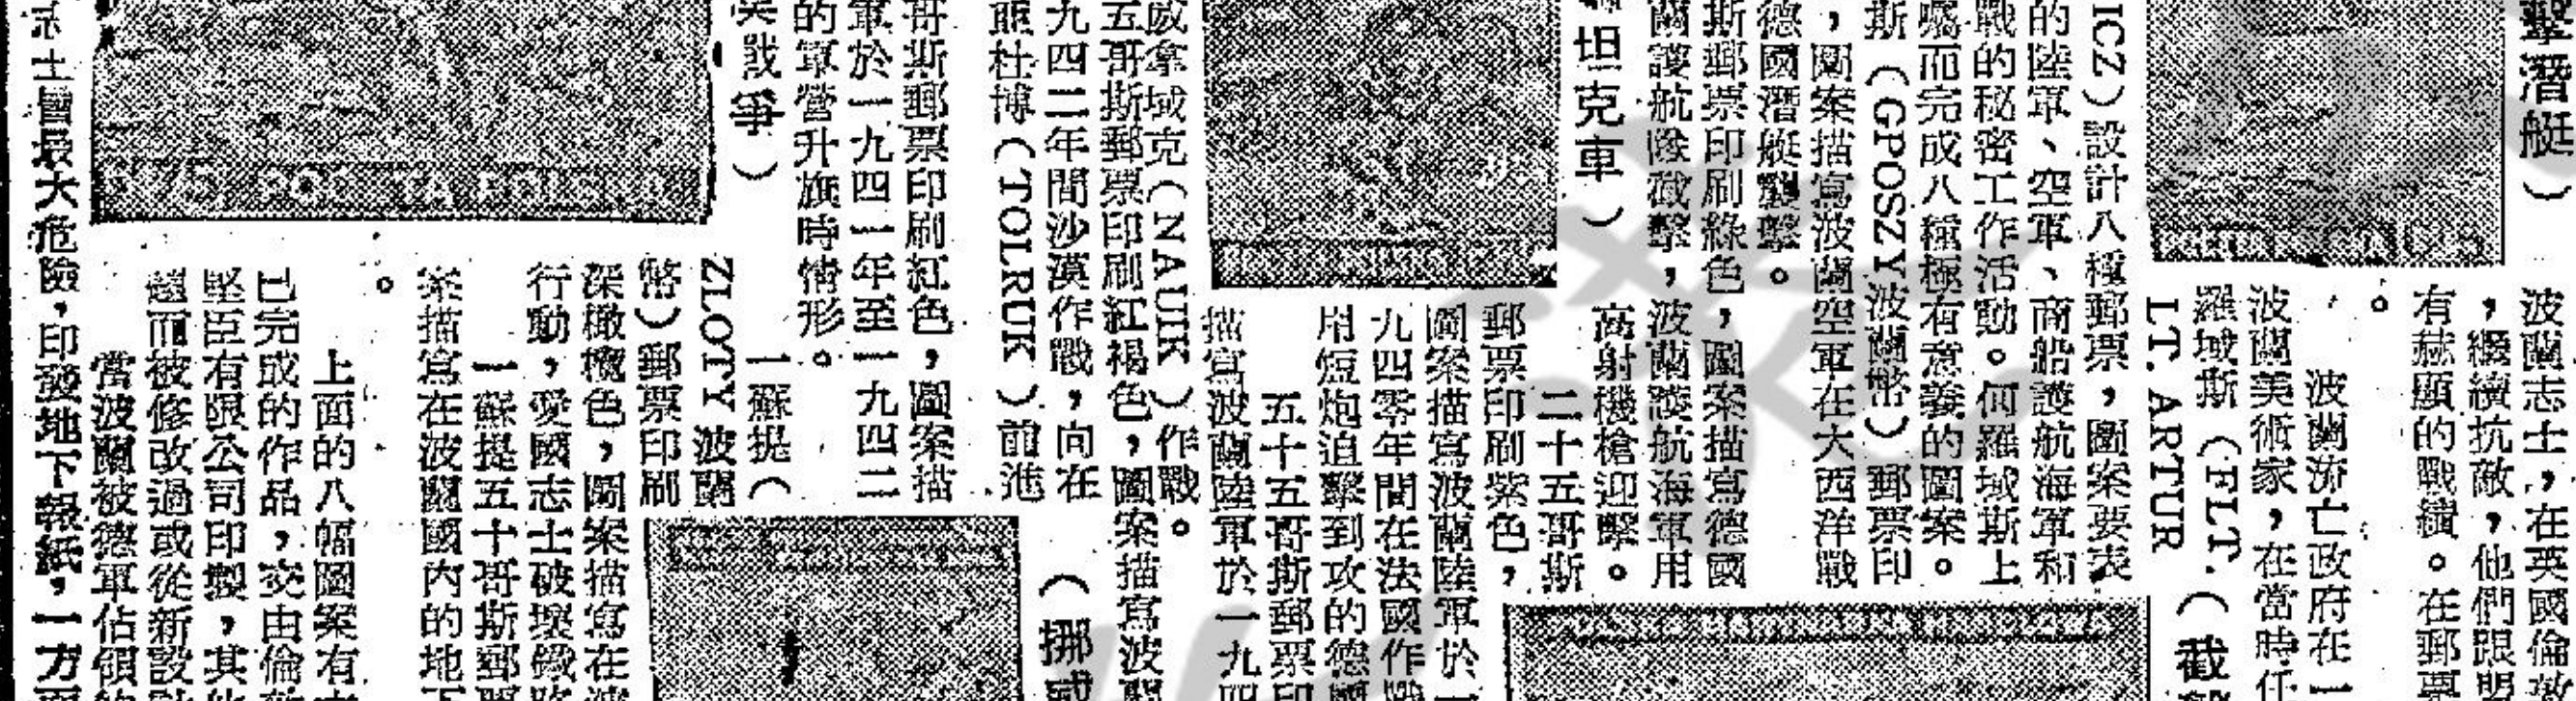 擊潛艇）
波蘭志士，在英國倫敦
，繼續抗敵，他們跟盟
有赫顯的戰績。在郵票
。
波蘭流亡政府在一
波蘭美術家，在當時任
羅域斯（FLT.
LT. ARTUR
（截
ICZ）設計八種郵票，圖案要表
的陸軍、空軍、商船護航海軍和
戰的秘密工作活動。何羅域斯上
囑而完成八種極有意義的圖案。
斯（GPOSZY波蘭幣）郵票印
，圖案描寫波蘭空軍在大西洋戰
德國潛艇襲擊。
斯郵票印刷綠色，圖案描寫德國
蘭護航隊截擊，波蘭護航海軍用
高射機槍迎擊。
坦克車）
二十五哥斯
郵票印刷紫色，
圖案描寫波蘭陸軍於一
九四零年間在法國作戰
用短炮迫擊到攻的德國
五十五哥斯郵票印
描寫波蘭陸軍於一九四
威拿域克（NAUIK）作戰。
五哥斯郵票印刷紅褐色，圖案描寫波蘭
九四二年間沙漠作戰，向在
杜博（TOLRUK）前進
（挪威
哥斯郵票印刷紅色，圖案描
軍於一九四一年至一九四二
的軍營升旗時情形。
戰爭）
一蘇提（
ZLOTY 波蘭
幣）郵票印刷
深橄欖色，圖案描寫在波
行動，愛國志士破壞鐵路
一蘇提五十哥斯郵票
案描寫在波蘭國內的地下
。
上面的八幅圖案有
已完成的作品，交由倫敦
堅臣有限公司印製，其他
題而被修改過或從新設計
當波蘭被德軍佔領的
志士冒最大危險，印發地下報紙，一方面
$75 POCZTA POLSKA